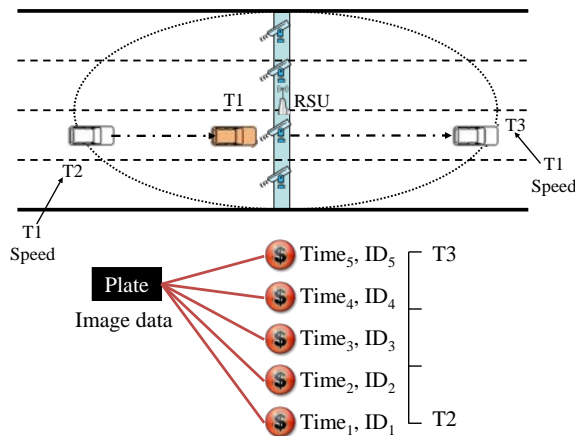 T1
RSU
T3
T2
T1
Speed
T1
Speed
Plate
Image data
$ Time₅, ID₅
$ Time₄, ID₄
$ Time₃, ID₃
$ Time₂, ID₂
$ Time₁, ID₁
T3
T2